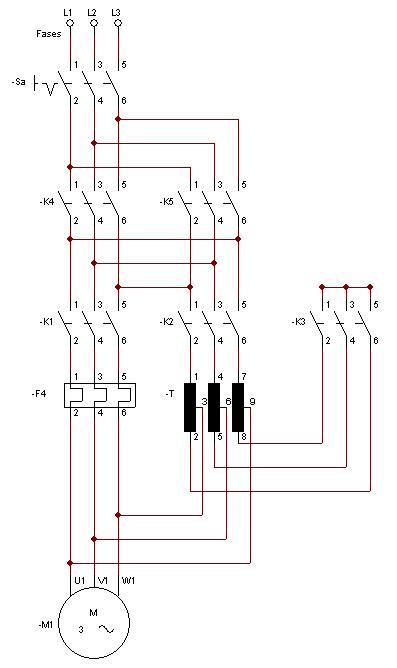 L1 L2 L3
Fases
1 3 5
-Sa
2 4 6
1 3 5 1 3 5
-K4 -K5
2 4 6 2 4 6
1 3 5 1 3 5 1 3 5
-K1 -K2 -K3
2 4 6 2 4 6 2 4 6
1 3 5 1 4 7
-F4 -T 3 6 9
2 4 6 2 5 8
U1 V1 W1
M
-M1
3